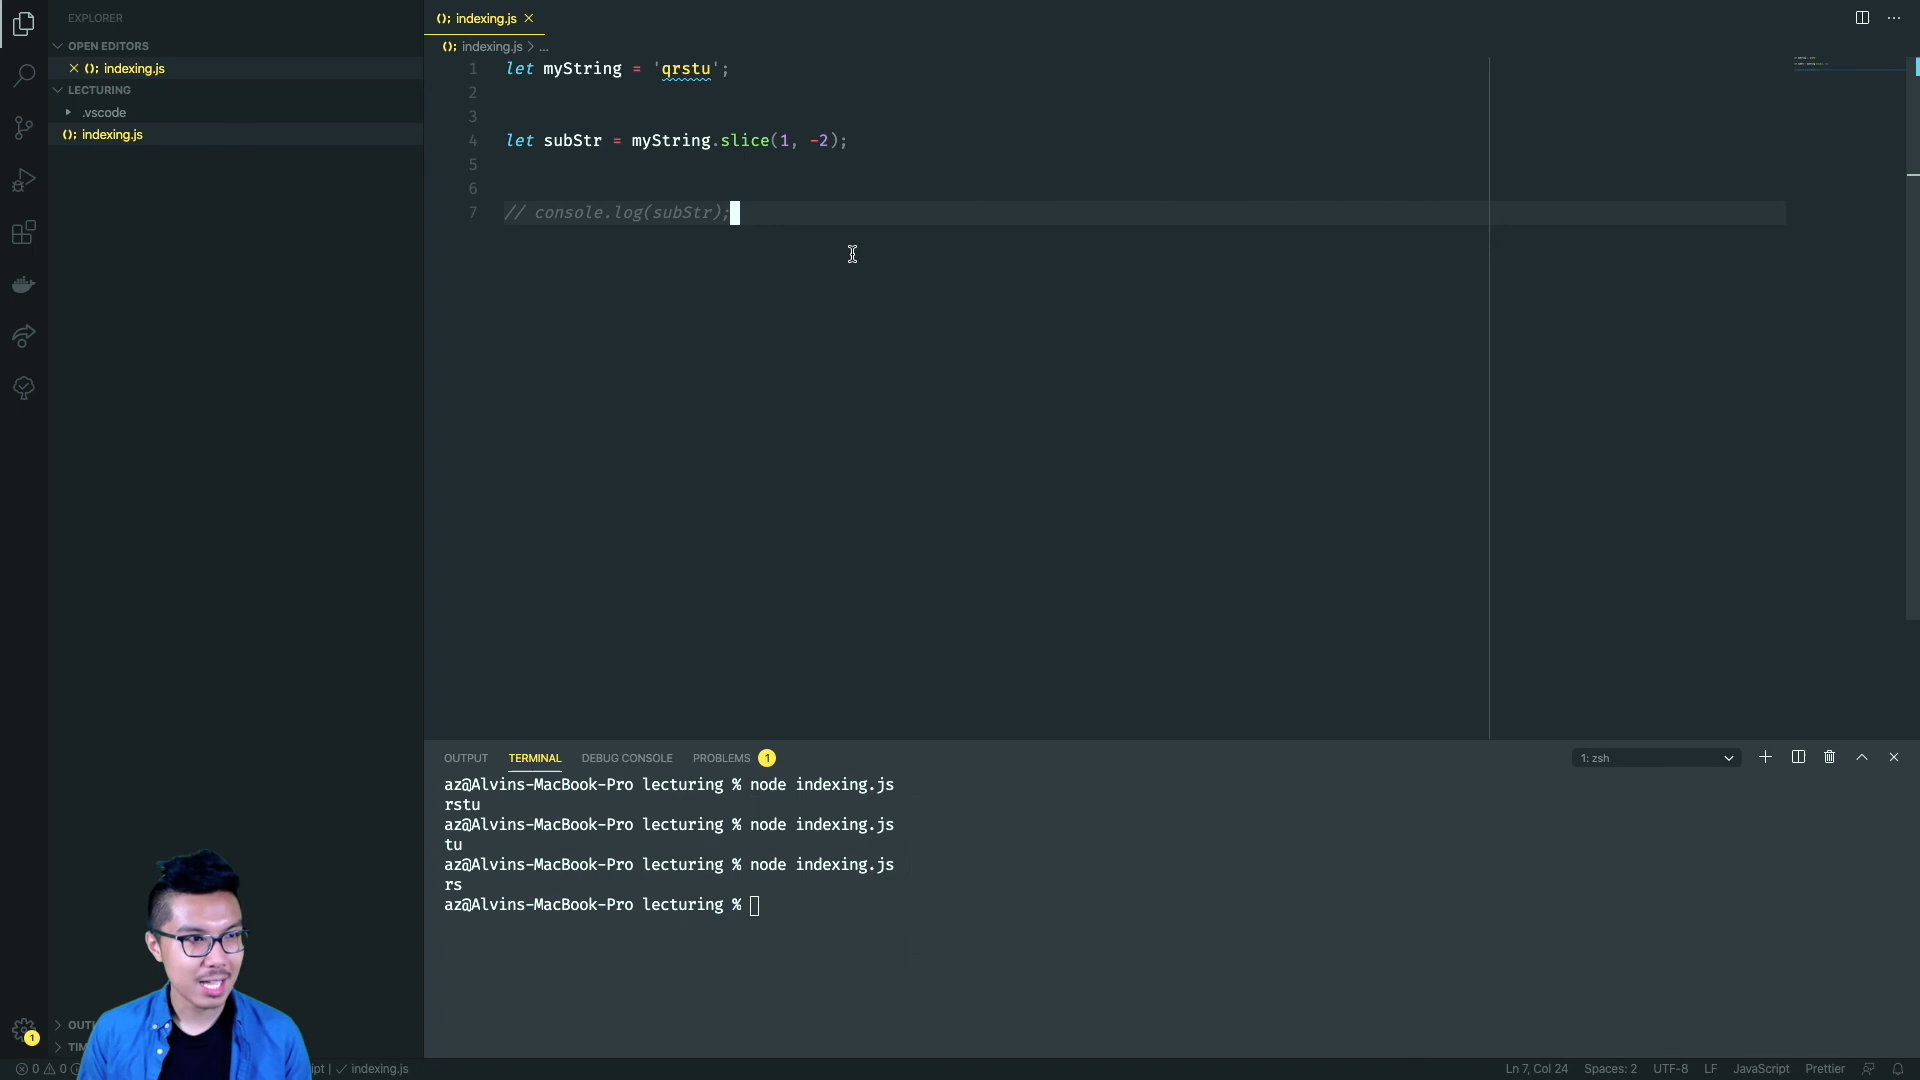 EXPLORER
OPEN EDITORS
(); indexing.js
LECTURING
.vscode
(); indexing.js
(); indexing.js
(); indexing.js > ...
1 let myString = 'qrstu';
2
3
4 let subStr = myString.slice(1, -2);
5
6
7 // console.log(subStr);
OUTPUT TERMINAL DEBUG CONSOLE PROBLEMS 1
1: zsh
az@Alvins-MacBook-Pro lecturing % node indexing.js
rstu
az@Alvins-MacBook-Pro lecturing % node indexing.js
tu
az@Alvins-MacBook-Pro lecturing % node indexing.js
rs
az@Alvins-MacBook-Pro lecturing %
1
OUTL
TIM
0 0 ipt | ✓ indexing.js
Ln 7, Col 24 Spaces: 2 UTF-8 LF JavaScript Prettier